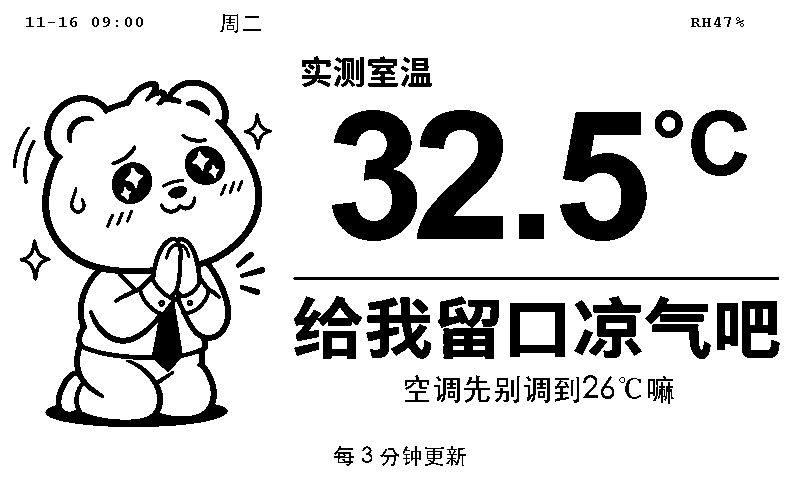 11-16 09:00 周二 RH47%
实测室温
32.5°C
给我留口凉气吧
空调先别调到26℃嘛
每 3 分钟更新